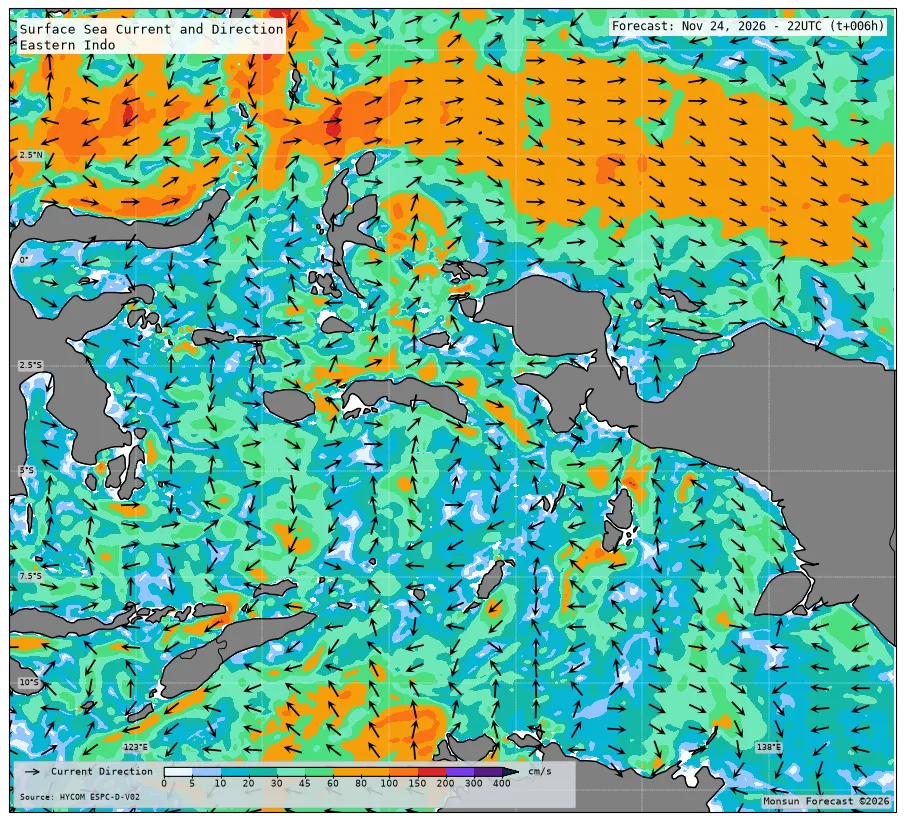 Surface Sea Current and Direction
Eastern Indo
Forecast: Nov 24, 2026 - 22UTC (t+006h)
2.5°N
0°
2.5°S
5°S
7.5°S
10°S
123°E
138°E
Current Direction
0 5 10 20 30 45 60 80 100 150 200 300 400
cm/s
Source: HYCOM ESPC-D-V02
Monsun Forecast ©2026